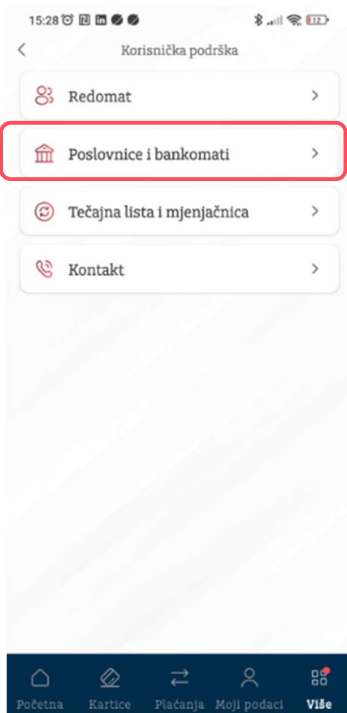 15:28
Korisnička podrška
Redomat
Poslovnice i bankomati
Tečajna lista i mjenjačnica
Kontakt
Početna Kartice Plaćanja Moji podaci Više